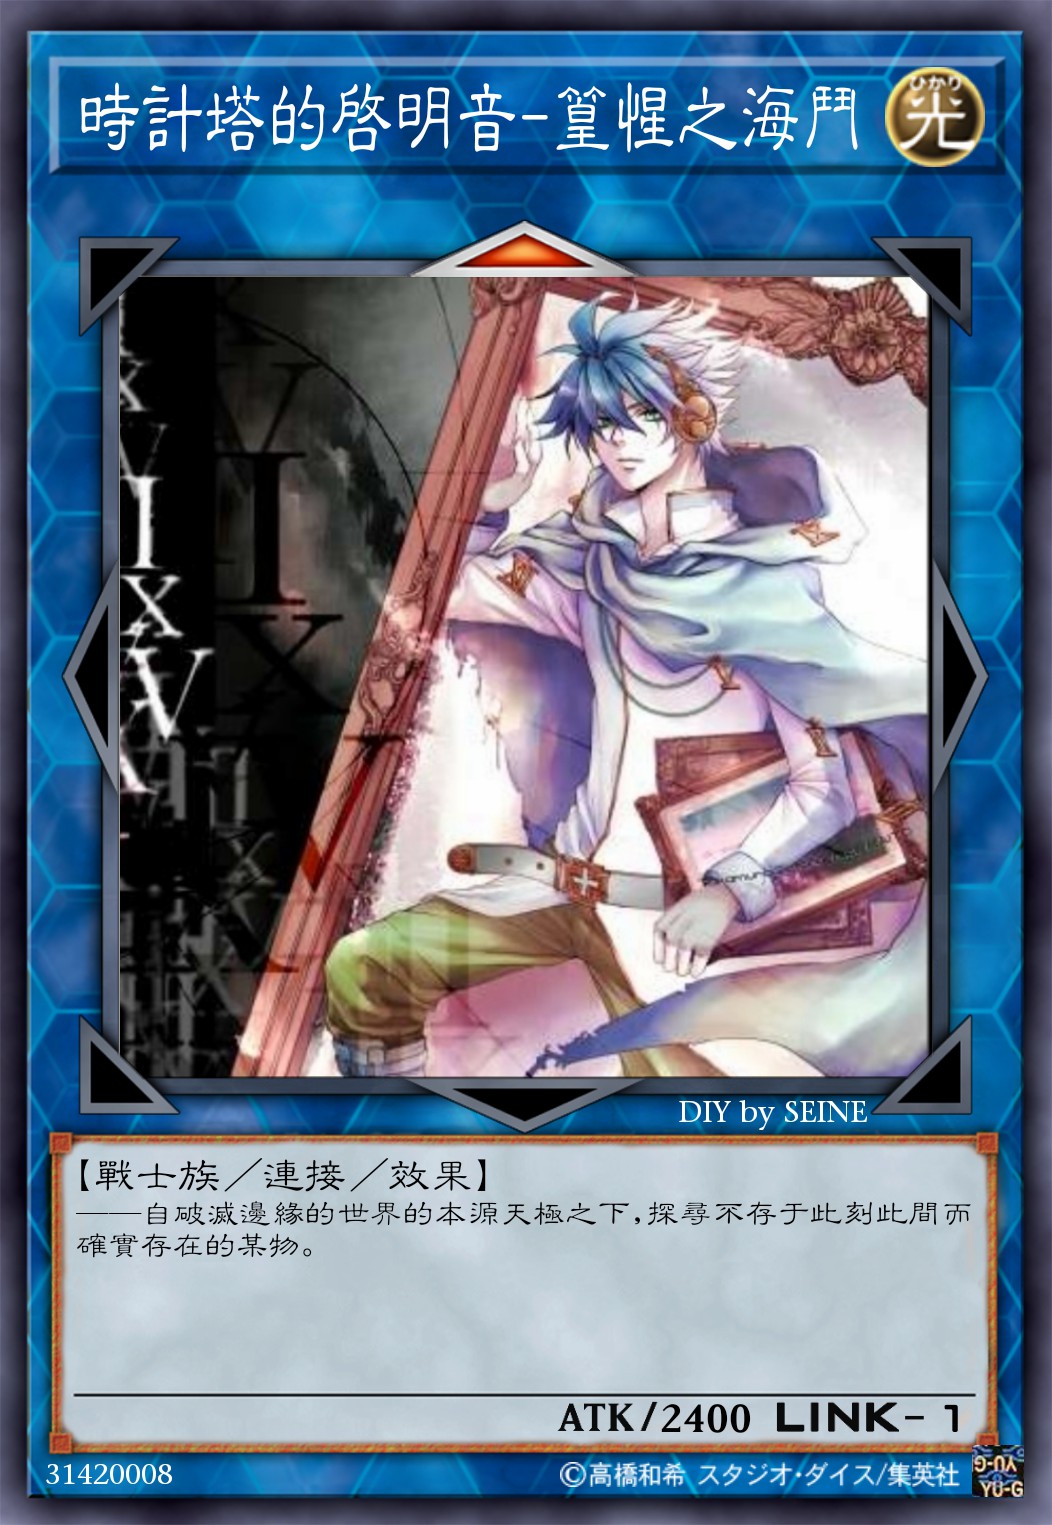 時計塔的啓明音-篁惺之海鬥
ひかり
光
X
V
I
X
V
VI
I
X
DIY by SEINE
【戰士族／連接／效果】
──自破滅邊緣的世界的本源天極之下,探尋不存于此刻此間而
確實存在的某物。
ATK/2400 LINK-1
31420008
©高橋和希 スタジオ･ダイス/集英社
YU-G
YU-G